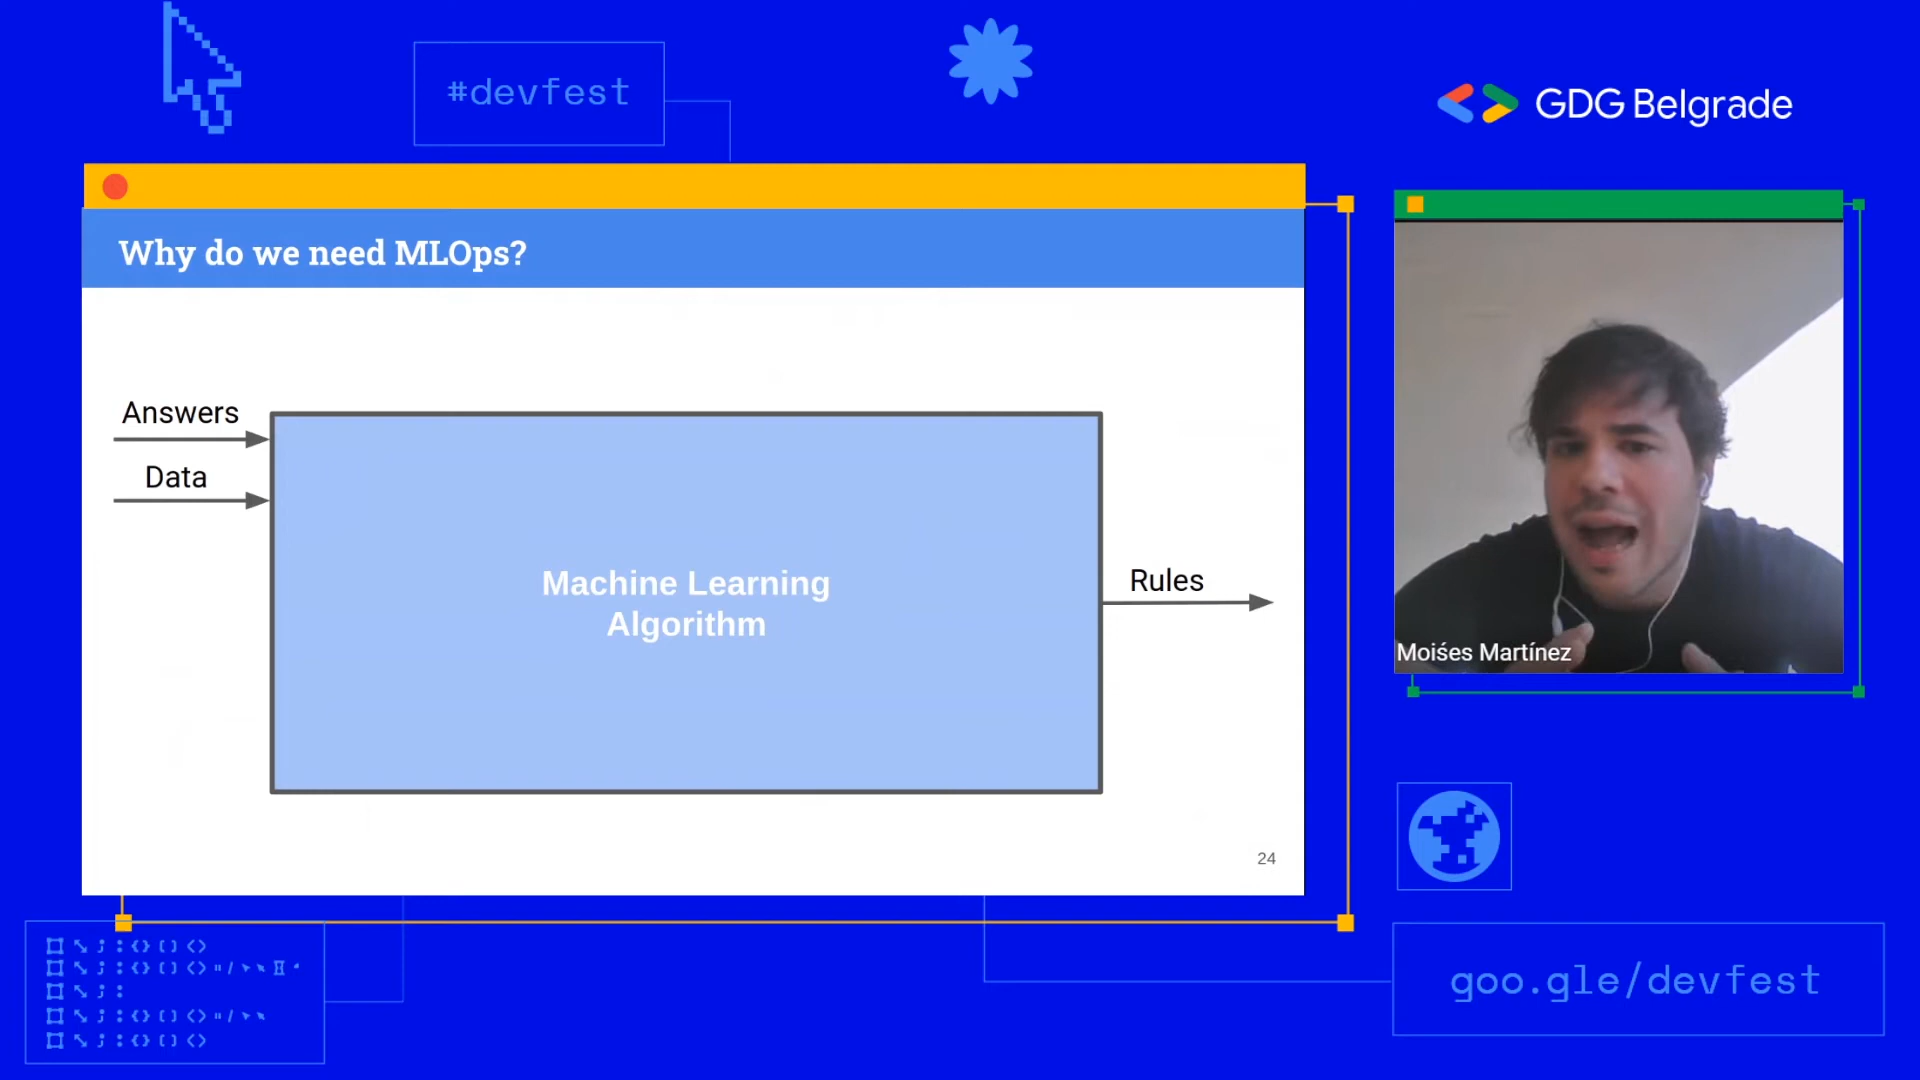 #devfest
GDG Belgrade
Why do we need MLOps?
Answers
Data
Machine Learning
Algorithm
Rules
24
Moiśes Martínez
goo.gle/devfest